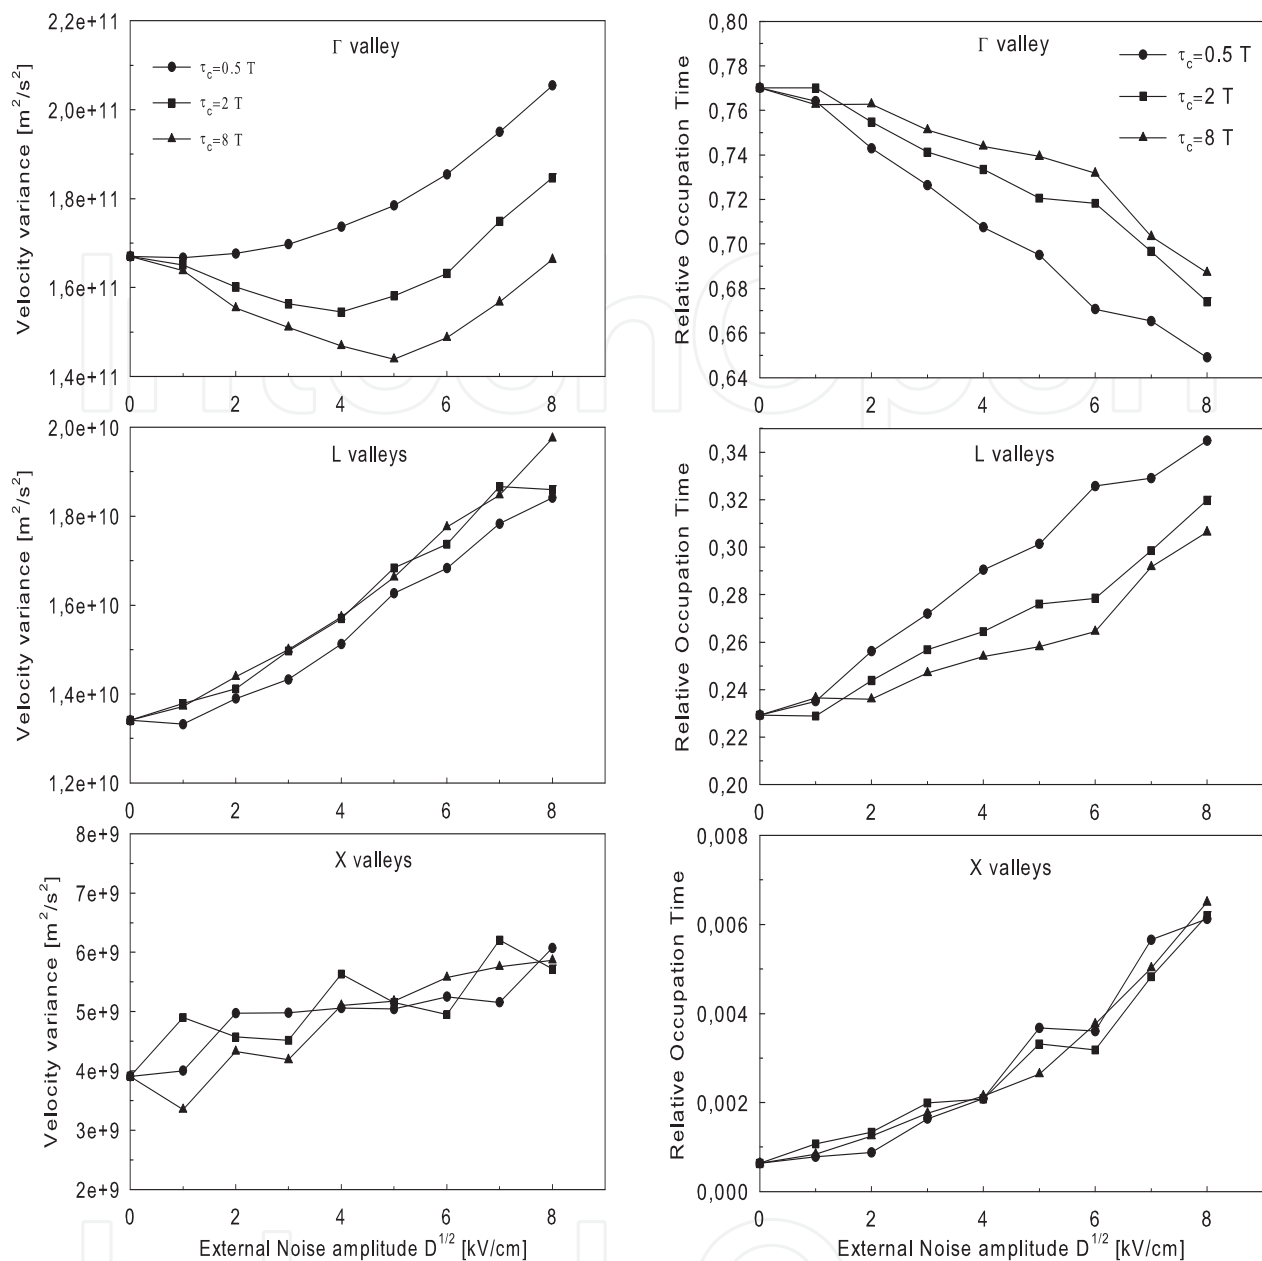 2,2e+11
2,0e+11
1,8e+11
1,6e+11
1,4e+11
Velocity variance [m²/s²]
Γ valley
τc=0.5 T
τc=2 T
τc=8 T
0 2 4 6 8
0,80
0,78
0,76
0,74
0,72
0,70
0,68
0,66
0,64
Relative Occupation Time
Γ valley
τc=0.5 T
τc=2 T
τc=8 T
0 2 4 6 8
2,0e+10
1,8e+10
1,6e+10
1,4e+10
1,2e+10
Velocity variance [m²/s²]
L valleys
0 2 4 6 8
0,34
0,32
0,30
0,28
0,26
0,24
0,22
0,20
Relative Occupation Time
L valleys
0 2 4 6 8
8e+9
7e+9
6e+9
5e+9
4e+9
3e+9
2e+9
Velocity variance [m²/s²]
X valleys
0 2 4 6 8
External Noise amplitude D^1/2 [kV/cm]
0,008
0,006
0,004
0,002
0,000
Relative Occupation Time
X valleys
0 2 4 6 8
External Noise amplitude D^1/2 [kV/cm]
IntechOpen